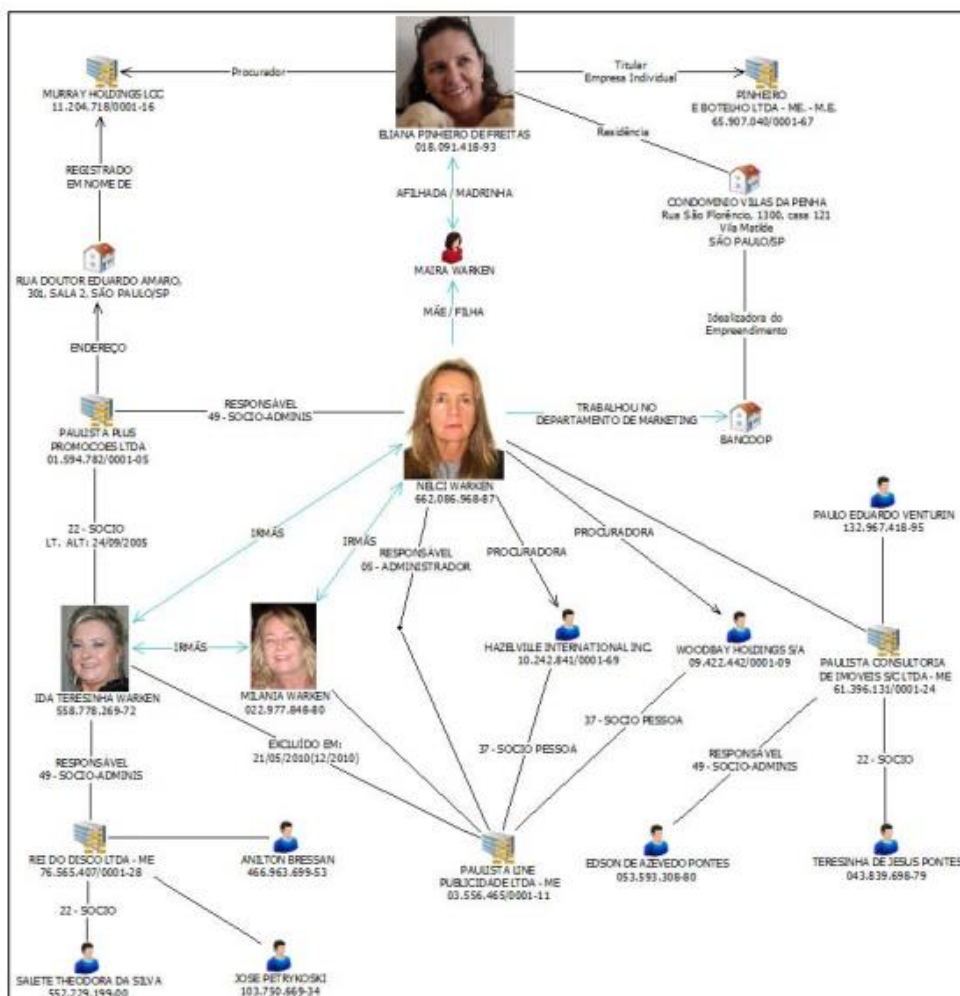 Procurador
Titular
Empresa Individual
MURRAY HOLDINGS LCC
11.204.718/0001-16
ELIANA PINHEIRO DE FREITAS
018.091.418-93
PINHEIRO
E BOTELHO LTDA - ME. - M.E.
65.907.040/0001-67
Residência
REGISTRADO
EM NOME DE
AFILHADA / MADRINHA
CONDOMINIO VILLAS DA PENHA
Rua São Florêncio, 1300, casa 121
Vila Matilde
SÃO PAULO/SP
MAIRA WARKEN
RUA DOUTOR EDUARDO AMARO,
301, SALA 2, SÃO PAULO/SP
MÃE / FILHA
Idealizadora do
Empreendimento
ENDEREÇO
RESPONSÁVEL
49 - SOCIO-ADMINIS
TRABALHOU NO
DEPARTAMENTO DE MARKETING
PAULISTA PLUS
PROMOCOES LTDA
01.594.782/0001-05
BANCOOP
NELCI WARKEN
662.086.968-87
PAULO EDUARDO VENTURIN
132.967.418-95
22 - SOCIO
LT. ALT: 24/09/2005
IRMÃS
IRMÃS
RESPONSÁVEL
05 - ADMINISTRADOR
PROCURADORA
PROCURADORA
IRMÃS
HAZELVILLE INTERNATIONAL INC.
10.242.841/0001-69
WOODBAY HOLDINGS S/A
09.422.442/0001-09
PAULISTA CONSULTORIA
DE IMOVEIS S/C LTDA - ME
61.396.131/0001-24
IDA TERESINHA WARKEN
558.778.269-72
MILANIA WARKEN
022.977.848-80
EXCLUÍDO EM:
21/05/2010(12/2010)
37 - SOCIO PESSOA
37 - SOCIO PESSOA
RESPONSÁVEL
49 - SOCIO-ADMINIS
RESPONSÁVEL
49 - SOCIO-ADMINIS
22 - SOCIO
REI DO DISCO LTDA - ME
76.565.407/0001-28
ANILTON BRESSAN
466.963.699-53
PAULISTA LINE
PUBLICIDADE LTDA - ME
03.556.465/0001-11
EDSON DE AZEVEDO PONTES
053.593.308-80
TERESINHA DE JESUS PONTES
043.839.698-79
22 - SOCIO
SALETE THEODORA DA SILVA
552.229.199-00
JOSE PETRYKOSKI
103.750.669-34